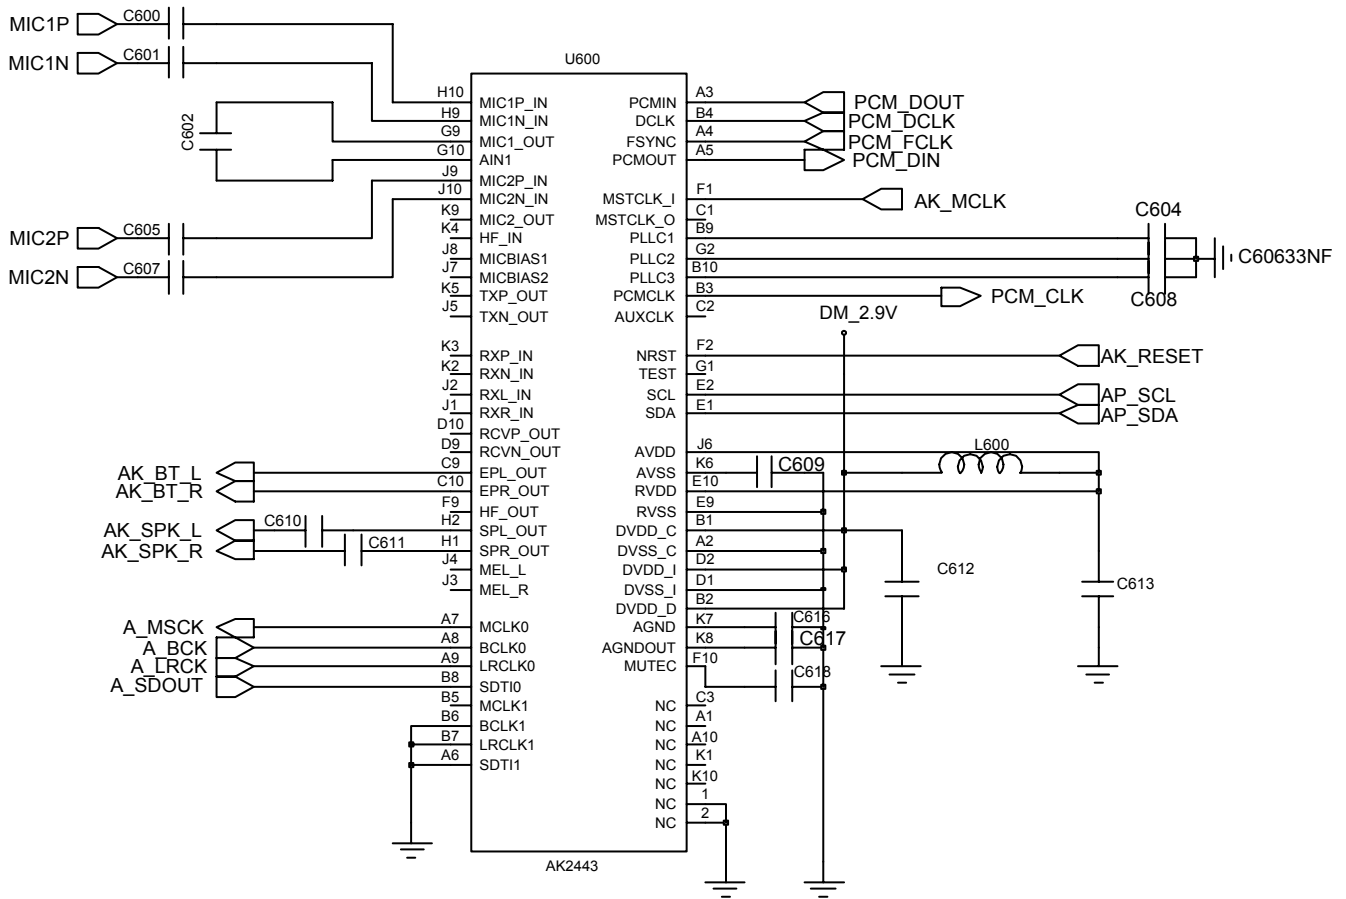 MIC1P
C600
MIC1N
C601
U600
H10 MIC1P_IN
H9 MIC1N_IN
G9 MIC1_OUT
G10 AIN1
J9 MIC2P_IN
J10 MIC2N_IN
K9 MIC2_OUT
K4 HF_IN
J8 MICBIAS1
J7 MICBIAS2
K5 TXP_OUT
J5 TXN_OUT
K3 RXP_IN
K2 RXN_IN
J2 RXL_IN
J1 RXR_IN
D10 RCVP_OUT
D9 RCVN_OUT
C9 EPL_OUT
C10 EPR_OUT
F9 HF_OUT
H2 SPL_OUT
H1 SPR_OUT
J4 MEL_L
J3 MEL_R
A7 MCLK0
A8 BCLK0
A9 LRCLK0
B8 SDTI0
B5 MCLK1
B6 BCLK1
B7 LRCLK1
A6 SDTI1
C602
MIC2P
C605
MIC2N
C607
AK_BT_L
AK_BT_R
AK_SPK_L
C610
AK_SPK_R
C611
A_MSCK
A_BCK
A_LRCK
A_SDOUT
PCMIN A3 PCM_DOUT
DCLK B4 PCM_DCLK
FSYNC A4 PCM_FCLK
PCMOUT A5 PCM_DIN
MSTCLK_I F1 AK_MCLK
MSTCLK_O C1
PLLC1 B9
PLLC2 G2
PLLC3 B10
C604
C60633NF
C608
PCMCLK B3 PCM_CLK
AUXCLK C2
DM_2.9V
NRST F2 AK_RESET
TEST G1
SCL E2 AP_SCL
SDA E1 AP_SDA
AVDD J6
L600
AVSS K6
C609
RVDD E10
RVSS E9
DVDD_C B1
DVSS_C A2
DVDD_I D2
C612
C613
DVSS_I D1
DVDD_D B2
AGND K7
C616
AGNDOUT K8
C617
MUTEC F10
C618
NC C3
NC A1
NC A10
NC K1
NC K10
NC 1
NC 2
AK2443